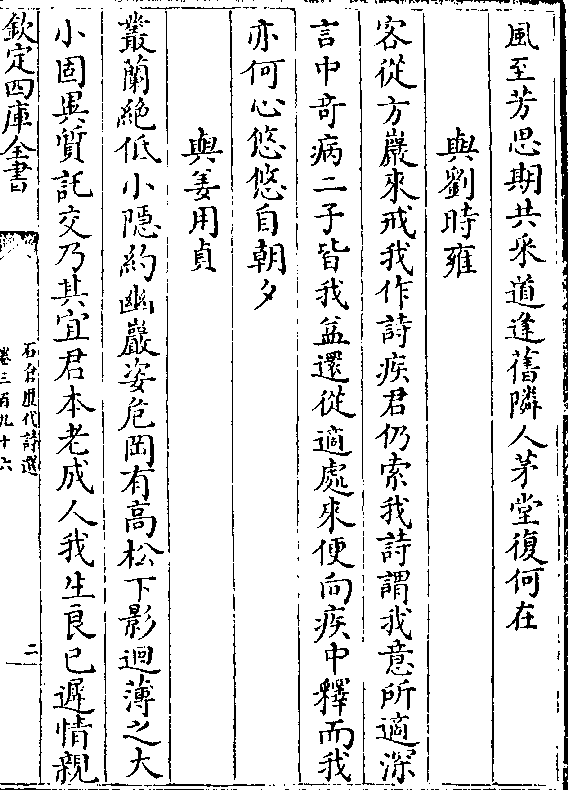 風至芳思期共采道逢舊隣人茅堂復何在
與劉時雍
客從方巖來戒我作詩疾君仍索我詩謂我意所適深
言中奇病二子皆我益還從適處來便向疾中釋而我
亦何心悠悠自朝夕
與姜用貞
叢蘭絶低小隠約幽巖姿危岡有高松下影迴薄之大
小固異質託交乃其宜君本老成人我生良已遲情親
欽定四庫全書
石倉歴代詩選
卷三百九十六
二